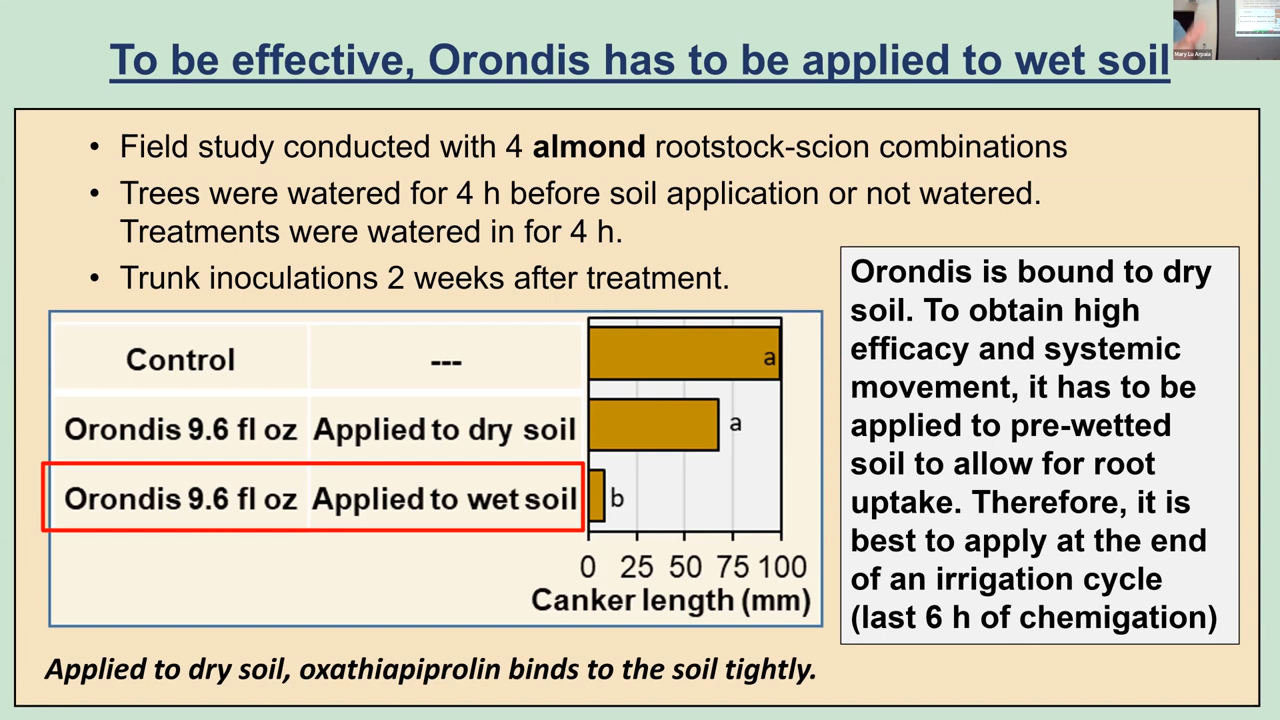 To be effective, Orondis has to be applied to wet soil
Mary Lu Arpaia
• Field study conducted with 4 almond rootstock-scion combinations
• Trees were watered for 4 h before soil application or not watered.
Treatments were watered in for 4 h.
• Trunk inoculations 2 weeks after treatment.
Control --- a
Orondis 9.6 fl oz Applied to dry soil a
Orondis 9.6 fl oz Applied to wet soil b
0 25 50 75 100
Canker length (mm)
Orondis is bound to dry
soil. To obtain high
efficacy and systemic
movement, it has to be
applied to pre-wetted
soil to allow for root
uptake. Therefore, it is
best to apply at the end
of an irrigation cycle
(last 6 h of chemigation)
Applied to dry soil, oxathiapiprolin binds to the soil tightly.